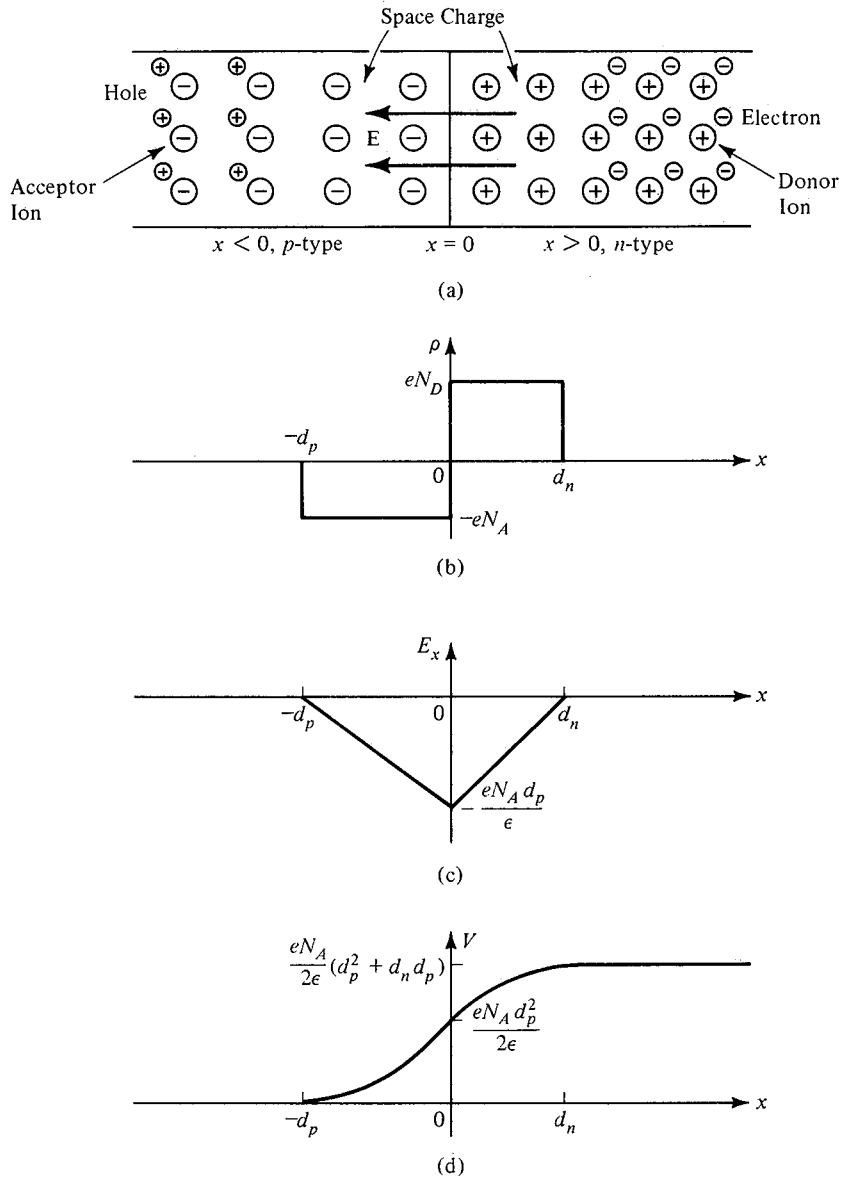 Space Charge
Hole
E
Electron
Acceptor
Ion
Donor
Ion
x < 0, p-type
x = 0
x > 0, n-type
(a)
ρ
eN_D
−d_p
0
d_n
x
−eN_A
(b)
E_x
−d_p
0
d_n
x
− eN_A d_p / ϵ
(c)
V
eN_A / 2ϵ (d_p^2 + d_n d_p)
eN_A d_p^2 / 2ϵ
−d_p
0
d_n
x
(d)